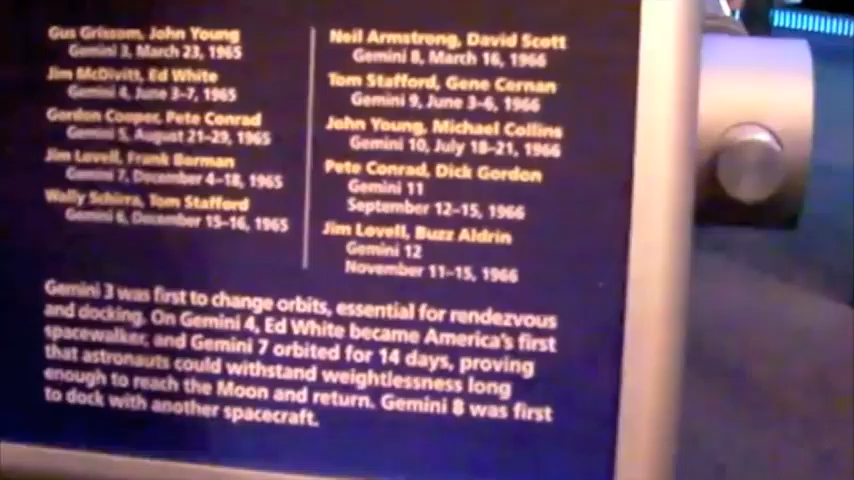 Gus Grissom, John Young
Gemini 3, March 23, 1965
Jim McDivitt, Ed White
Gemini 4, June 3–7, 1965
Gordon Cooper, Pete Conrad
Gemini 5, August 21–29, 1965
Jim Lovell, Frank Borman
Gemini 7, December 4–18, 1965
Wally Schirra, Tom Stafford
Gemini 6, December 15–16, 1965
Neil Armstrong, David Scott
Gemini 8, March 16, 1966
Tom Stafford, Gene Cernan
Gemini 9, June 3–6, 1966
John Young, Michael Collins
Gemini 10, July 18–21, 1966
Pete Conrad, Dick Gordon
Gemini 11
September 12–15, 1966
Jim Lovell, Buzz Aldrin
Gemini 12
November 11–15, 1966
Gemini 3 was first to change orbits, essential for rendezvous
and docking. On Gemini 4, Ed White became America's first
spacewalker, and Gemini 7 orbited for 14 days, proving
that astronauts could withstand weightlessness long
enough to reach the Moon and return. Gemini 8 was first
to dock with another spacecraft.